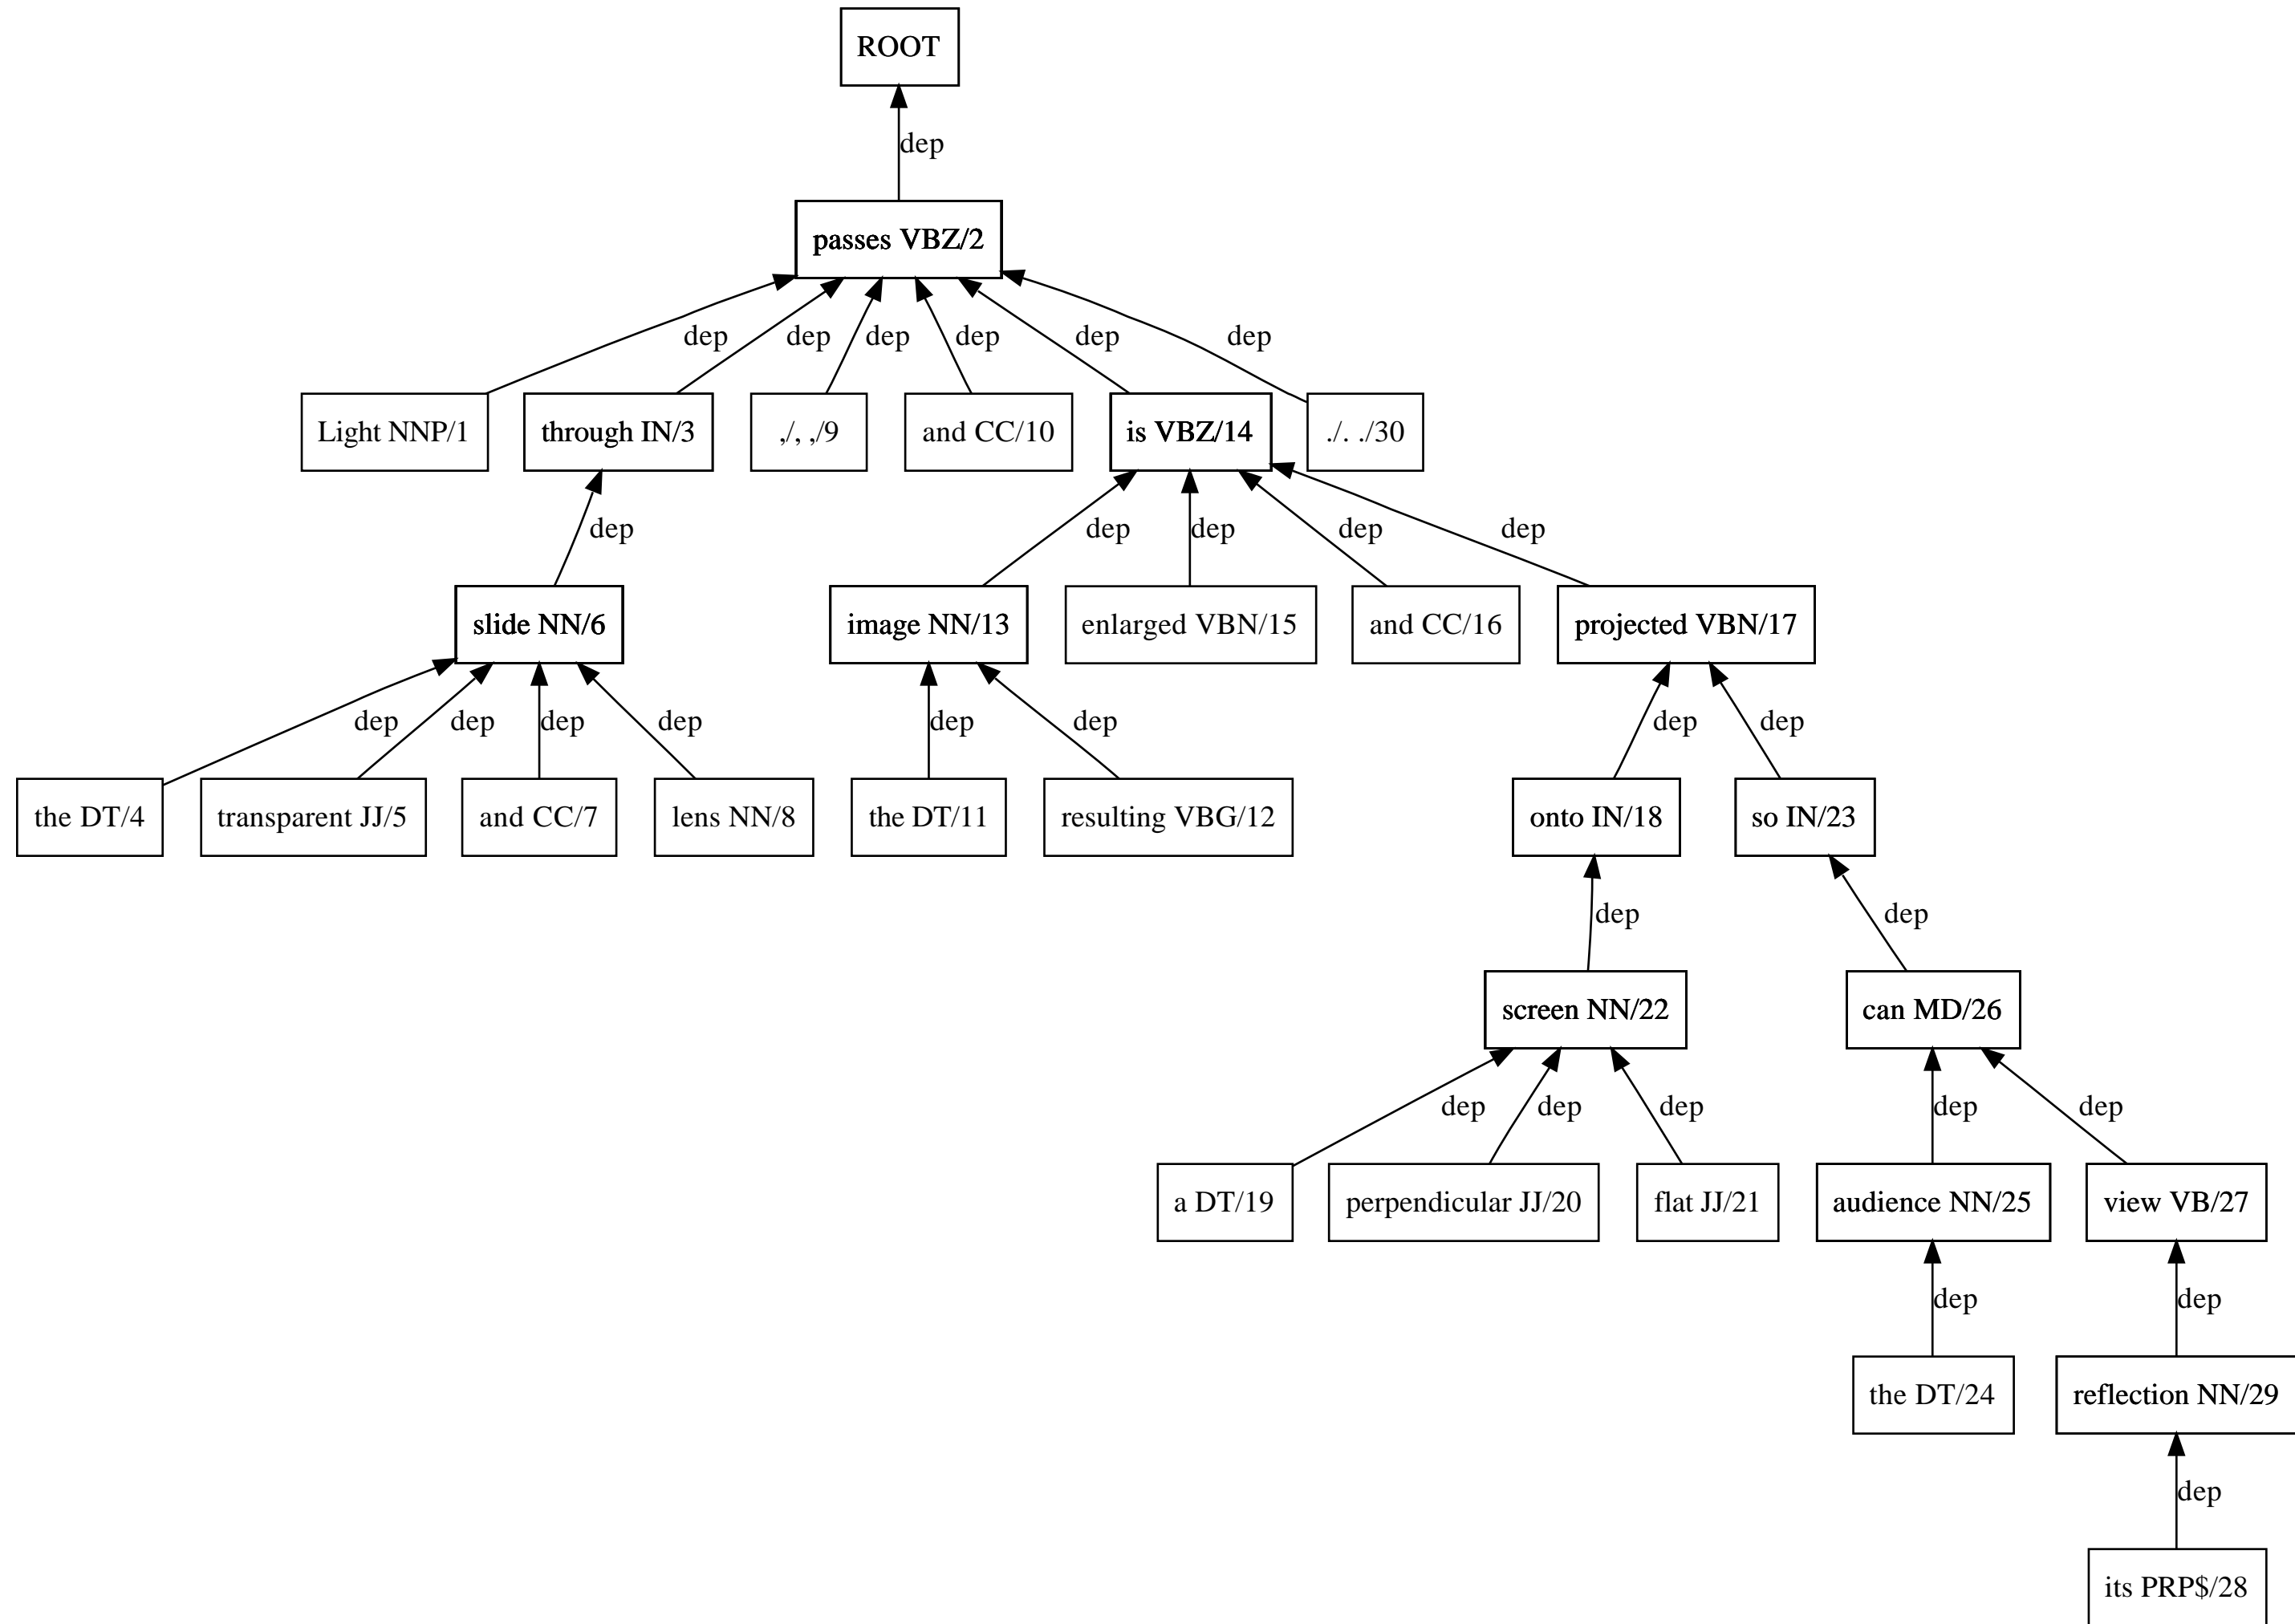 ROOT
dep
passes VBZ/2
dep dep dep dep dep dep
Light NNP/1 through IN/3 ,/, ,/9 and CC/10 is VBZ/14 ./. ./30
dep dep dep dep dep
slide NN/6 image NN/13 enlarged VBN/15 and CC/16 projected VBN/17
dep dep dep dep dep dep dep dep
the DT/4 transparent JJ/5 and CC/7 lens NN/8 the DT/11 resulting VBG/12 onto IN/18 so IN/23
dep dep
screen NN/22 can MD/26
dep dep dep dep dep
a DT/19 perpendicular JJ/20 flat JJ/21 audience NN/25 view VB/27
dep dep
the DT/24 reflection NN/29
dep
its PRP$/28